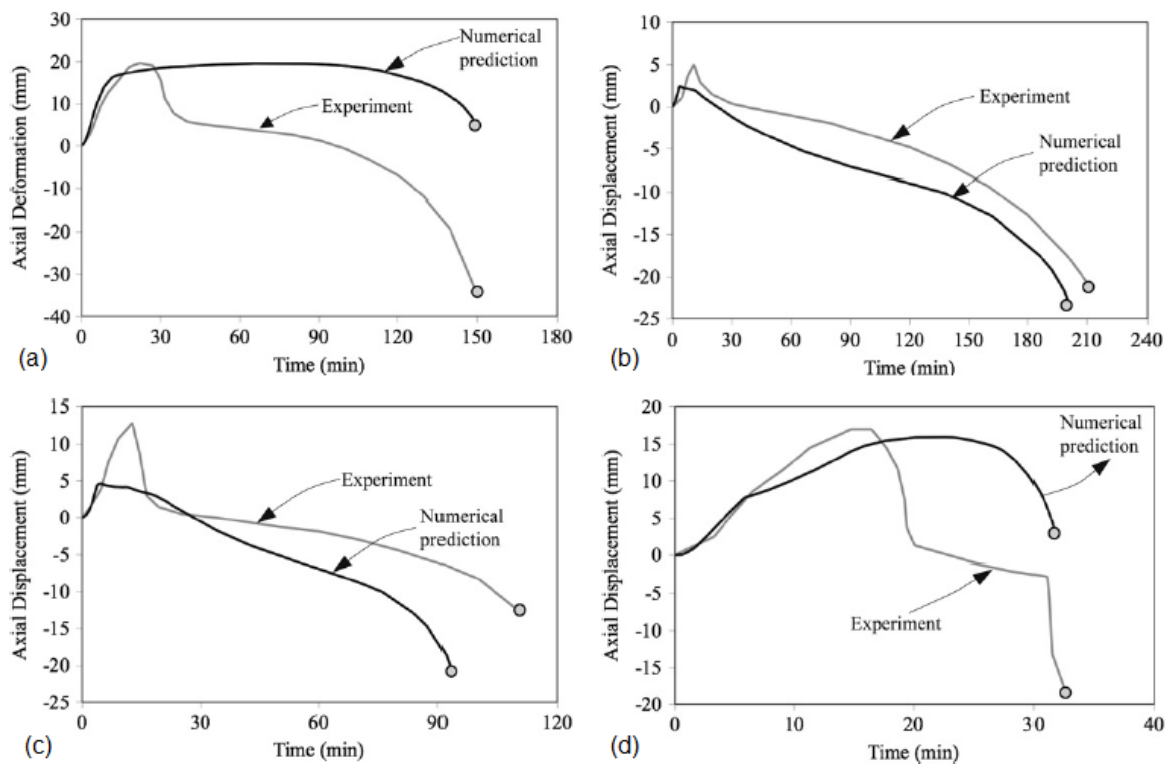 30
20
10
0
-10
-20
-30
-40
Axial Deformation (mm)
Numerical
prediction
Experiment
0 30 60 90 120 150 180
Time (min)
(a)
10
5
0
-5
-10
-15
-20
-25
Axial Displacement (mm)
Experiment
Numerical
prediction
0 30 60 90 120 150 180 210 240
Time (min)
(b)
15
10
5
0
-5
-10
-15
-20
-25
Axial Displacement (mm)
Experiment
Numerical
prediction
0 30 60 90 120
Time (min)
(c)
20
15
10
5
0
-5
-10
-15
-20
Axial Displacement (mm)
Numerical
prediction
Experiment
0 10 20 30 40
Time (min)
(d)